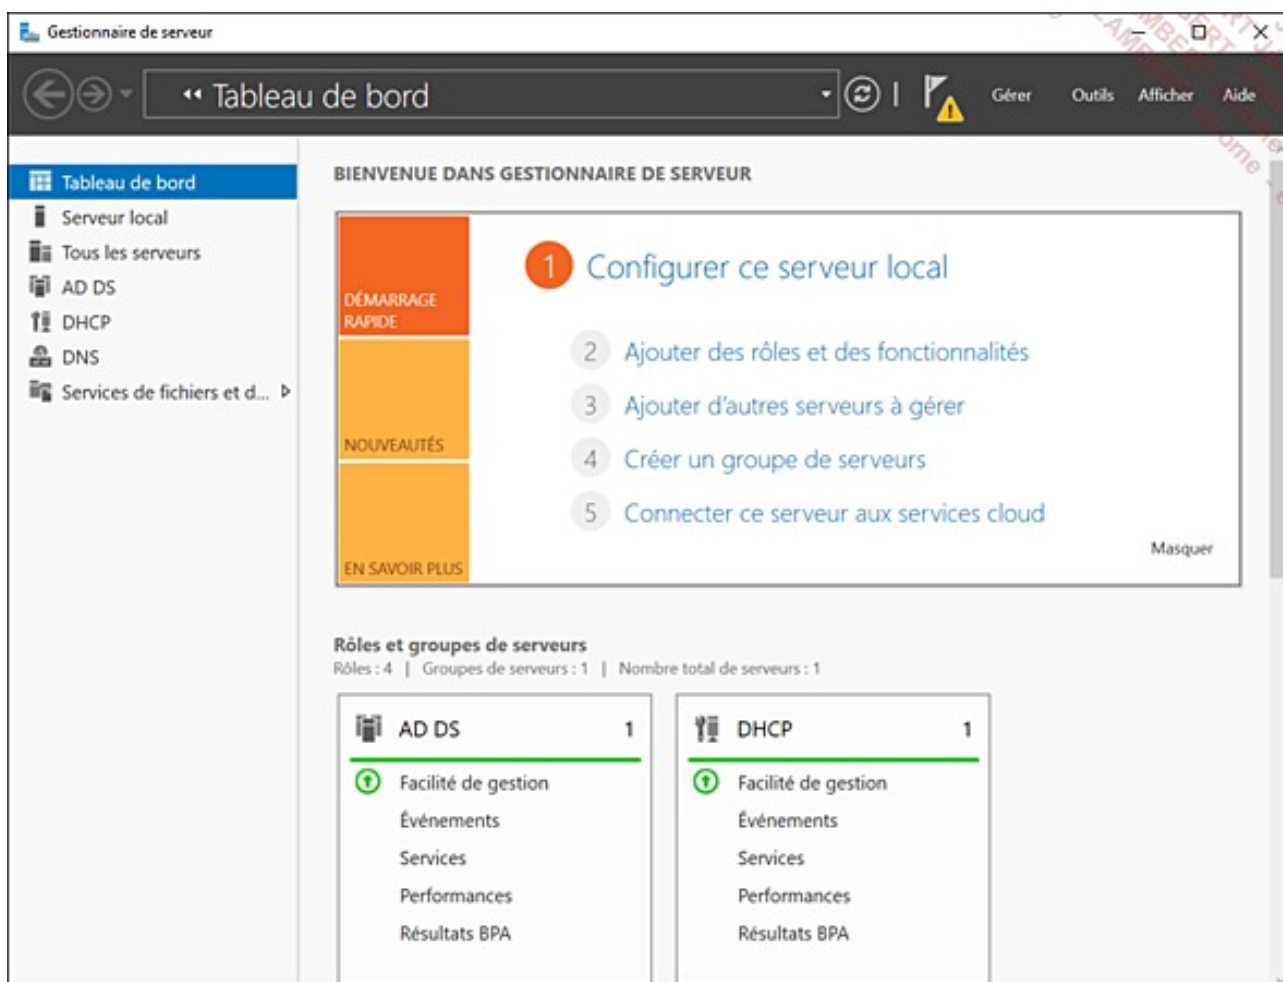 Gestionnaire de serveur
Tableau de bord
Gérer Outils Afficher Aide
Tableau de bord
Serveur local
Tous les serveurs
AD DS
DHCP
DNS
Services de fichiers et d...
BIENVENUE DANS GESTIONNAIRE DE SERVEUR
DÉMARRAGE
RAPIDE
NOUVEAUTÉS
EN SAVOIR PLUS
1 Configurer ce serveur local
2 Ajouter des rôles et des fonctionnalités
3 Ajouter d'autres serveurs à gérer
4 Créer un groupe de serveurs
5 Connecter ce serveur aux services cloud
Masquer
Rôles et groupes de serveurs
Rôles : 4 | Groupes de serveurs : 1 | Nombre total de serveurs : 1
AD DS 1
Facilité de gestion
Événements
Services
Performances
Résultats BPA
DHCP 1
Facilité de gestion
Événements
Services
Performances
Résultats BPA